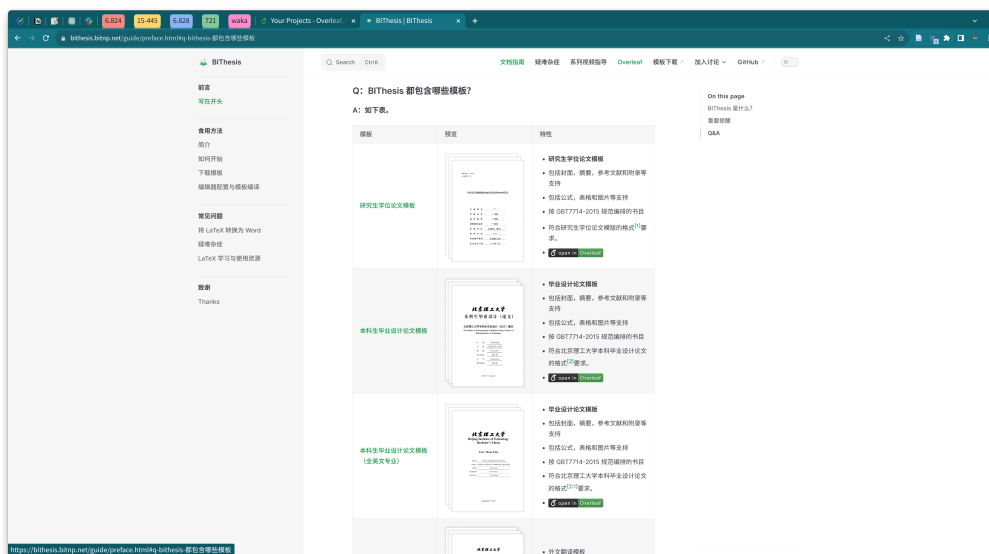 6.824
15-445
6.828
721
waka
Your Projects - Overleaf,
BIThesis | BIThesis
bithesis.bitnp.net/guide/preface.html#q-bithesis-都包含哪些模板
BIThesis
Search
Ctrl K
文档指南
疑难杂症
系列视频指导
Overleaf
模板下载
加入讨论
GitHub
前言
写在开头
食用方法
简介
如何开始
下载模板
编辑器配置与模板编译
常见问题
将 LaTeX 转换为 Word
疑难杂症
LaTeX 学习与使用资源
致谢
Thanks
Q：BIThesis 都包含哪些模板?
A：如下表。
模板
预览
特性
研究生学位论文模板
• 研究生学位论文模板
• 包括封面，摘要，参考文献和附录等
支持
• 包括公式，表格和图片等支持
• 按 GBT7714-2015 规范编排的书目
• 符合研究生学位论文模版的格式[1]要
求。
open in Overleaf
本科生毕业设计论文模板
北京理工大学
本科生毕业设计（论文）
• 毕业设计论文模板
• 包括封面，摘要，参考文献和附录等
支持
• 包括公式，表格和图片等支持
• 按 GBT7714-2015 规范编排的书目
• 符合北京理工大学本科毕业设计论文
的格式[2]要求。
open in Overleaf
本科生毕业设计论文模板
（全英文专业）
北京理工大学
Beijing Institute of Technology
Bachelor's Thesis
• 毕业设计论文模板
• 包括封面，摘要，参考文献和附录等
支持
• 包括公式，表格和图片等支持
• 按 GBT7714-2015 规范编排的书目
• 符合北京理工大学本科毕业设计论文
的格式[2:1]要求。
open in Overleaf
北京理工大学
• 外文翻译模板
On this page
BIThesis 是什么?
重要提醒
Q&A
https://bithesis.bitnp.net/guide/preface.html#q-bithesis-都包含哪些模板